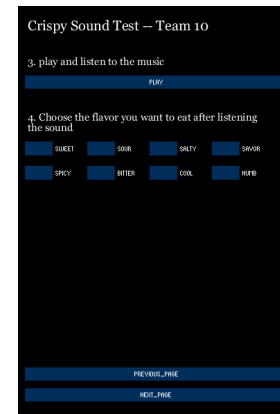 Crispy Sound Test -- Team 10
3. play and listen to the music
PLAY
4. Choose the flavor you want to eat after listening
the sound
SWEET SOUR SALTY SAVOR
SPICY BITTER COOL NUMB
PREVIOUS_PAGE
NEXT_PAGE